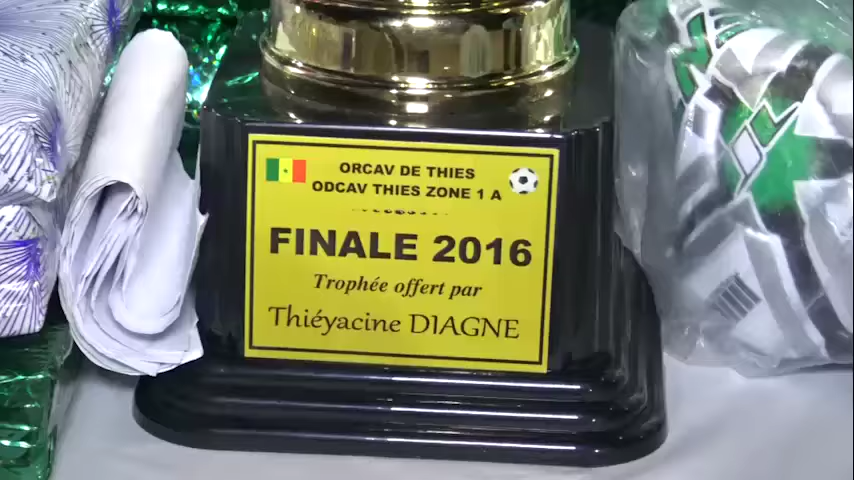 ORCAV DE THIES
ODCAV THIES ZONE 1 A
FINALE 2016
Trophée offert par
Thiéyacine DIAGNE